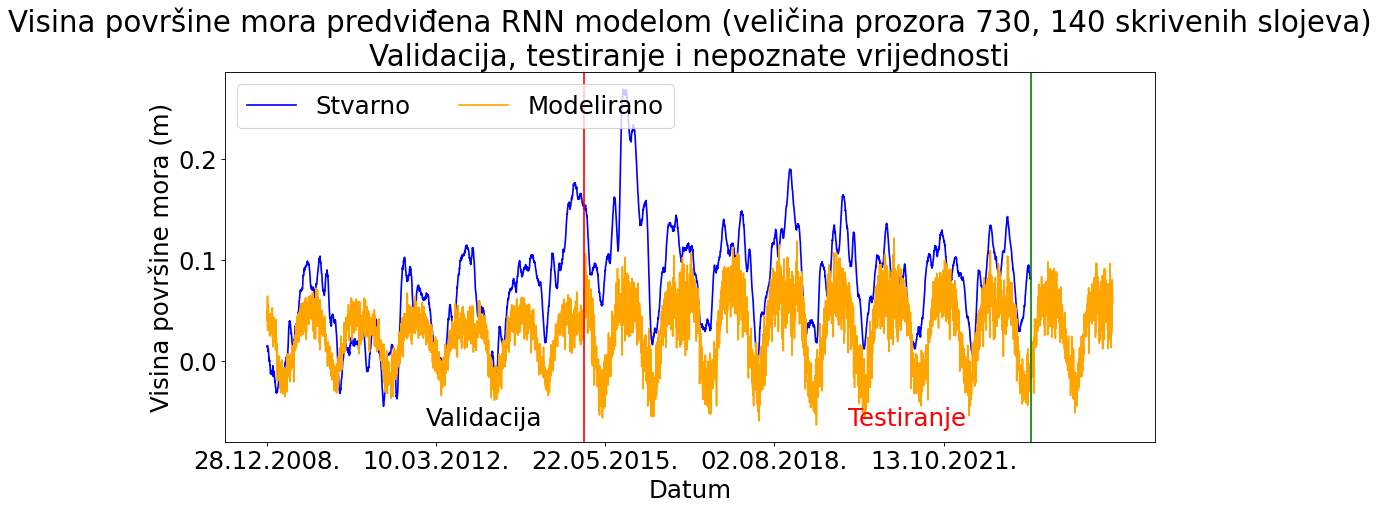 Visina površine mora predviđena RNN modelom (veličina prozora 730, 140 skrivenih slojeva)
Validacija, testiranje i nepoznate vrijednosti
Stvarno
Modelirano
Visina površine mora (m)
0.2
0.1
0.0
Validacija
Testiranje
28.12.2008.
10.03.2012.
22.05.2015.
02.08.2018.
13.10.2021.
Datum